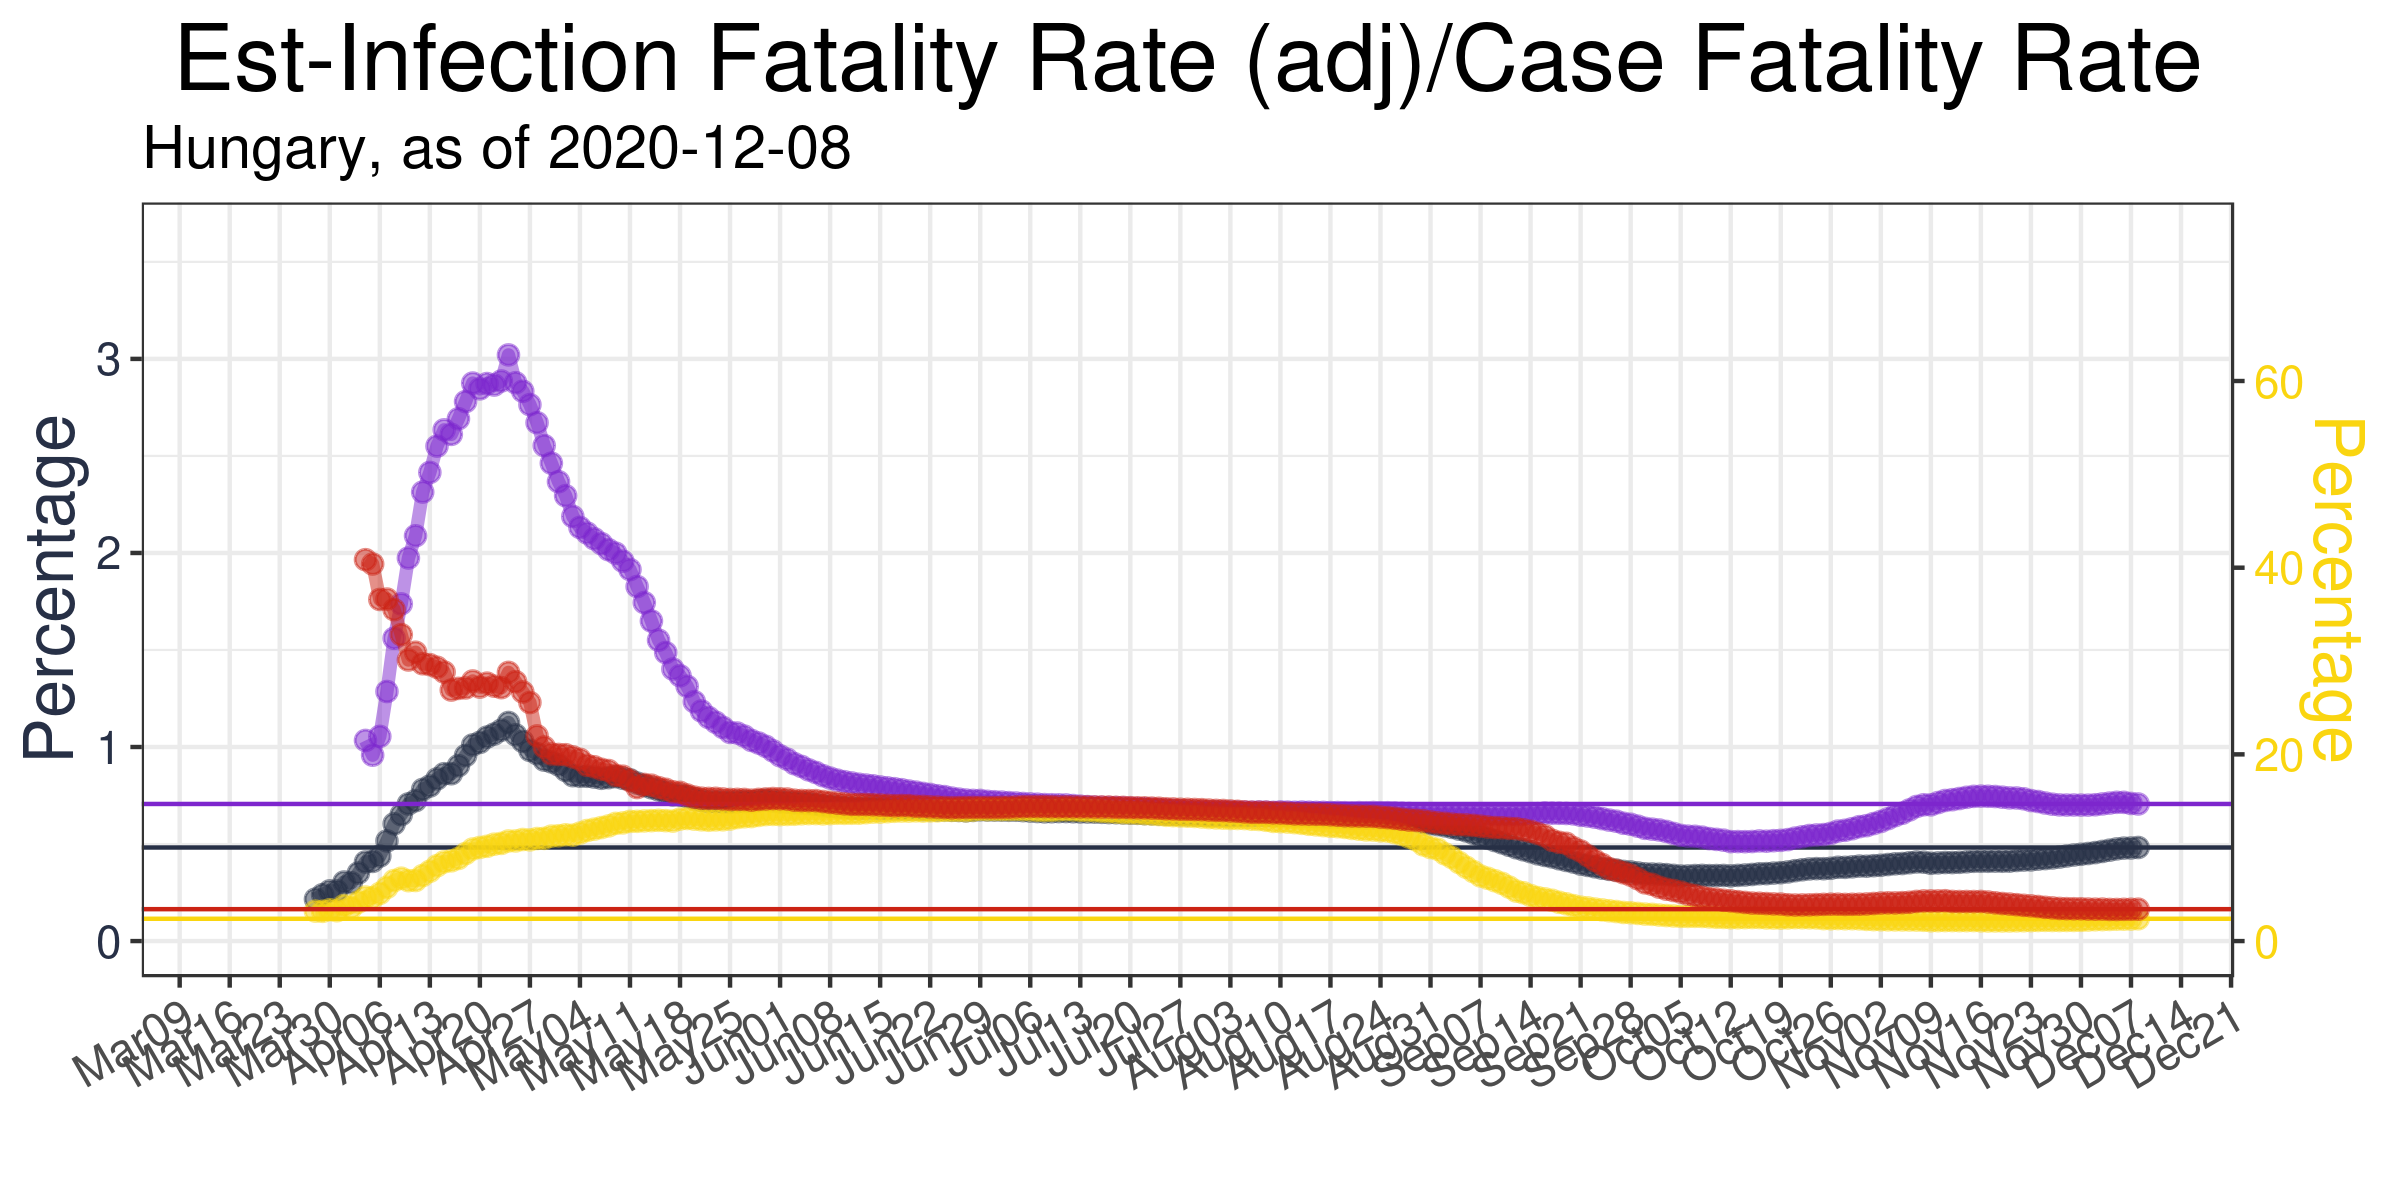 Est-Infection Fatality Rate (adj)/Case Fatality Rate
Hungary, as of 2020-12-08
Percentage
3
2
1
0
60
40
20
0
Percentage
Mar09
Mar16
Mar23
Mar30
Apr06
Apr13
Apr20
Apr27
May04
May11
May18
May25
Jun01
Jun08
Jun15
Jun22
Jun29
Jul06
Jul13
Jul20
Jul27
Aug03
Aug10
Aug17
Aug24
Aug31
Sep07
Sep14
Sep21
Sep28
Oct05
Oct12
Oct19
Oct26
Nov02
Nov09
Nov16
Nov23
Nov30
Dec07
Dec14
Dec21